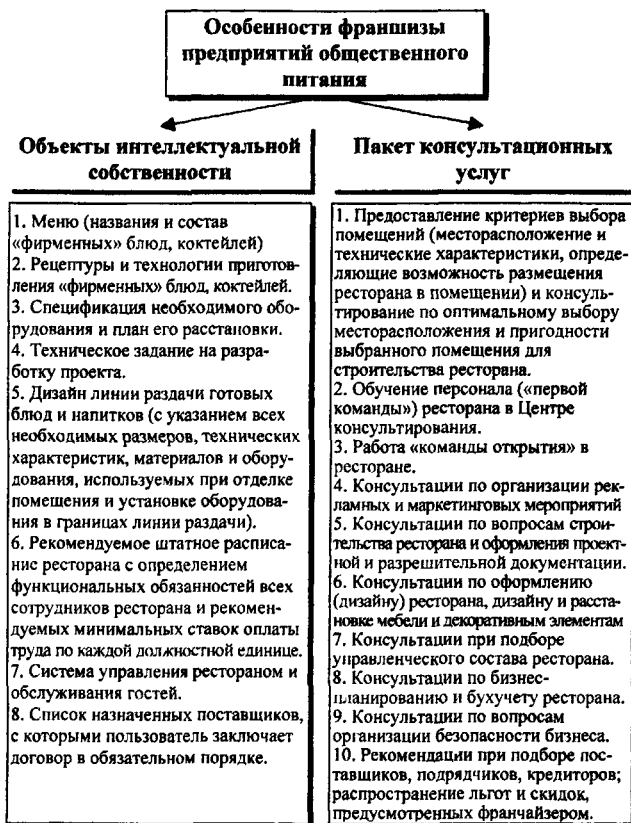 Особенности франшизы
предприятий общественного
питания
Объекты интеллектуальной
собственности
1. Меню (названия и состав
«фирменных» блюд, коктейлей)
2. Рецептуры и технологии приготов-
ления «фирменных» блюд, коктейлей.
3. Спецификация необходимого обо-
рудования и план его расстановки.
4. Техническое задание на разра-
ботку проекта.
5. Дизайн линии раздачи готовых
блюд и напитков (с указанием всех
необходимых размеров, технических
характеристик, материалов и обору-
дования, используемых при отделке
помещения и установке оборудова-
ния в границах линии раздачи).
6. Рекомендуемое штатное расписа-
ние ресторана с определением
функциональных обязанностей всех
сотрудников ресторана и рекомен-
дуемых минимальных ставок оплаты
труда по каждой должностной единице.
7. Система управления рестораном и
обслуживания гостей.
8. Список назначенных поставщиков,
с которыми пользователь заключает
договор в обязательном порядке.
Пакет консультационных
услуг
1. Предоставление критериев выбора
помещений (месторасположение и
технические характеристики, опреде-
ляющие возможность размещения
ресторана в помещении) и консуль-
тирование по оптимальному выбору
месторасположения и пригодности
выбранного помещения для
строительства ресторана.
2. Обучение персонала («первой
команды») ресторана в Центре
консультирования.
3. Работа «команды открытия» в
ресторане.
4. Консультации по организации рек-
ламных и маркетинговых мероприятий
5. Консультации по вопросам строи-
тельства ресторана и оформления проект-
ной и разрешительной документации.
6. Консультации по оформлению
(дизайну) ресторана, дизайну и расста-
новке мебели и декоративным элементам
7. Консультации при подборе
управленческого состава ресторана.
8. Консультации по бизнес-
планированию и бухучету ресторана.
9. Консультации по вопросам
организации безопасности бизнеса.
10. Рекомендации при подборе пос-
тавщиков, подрядчиков, кредиторов;
распространение льгот и скидок,
предусмотренных франчайзером.